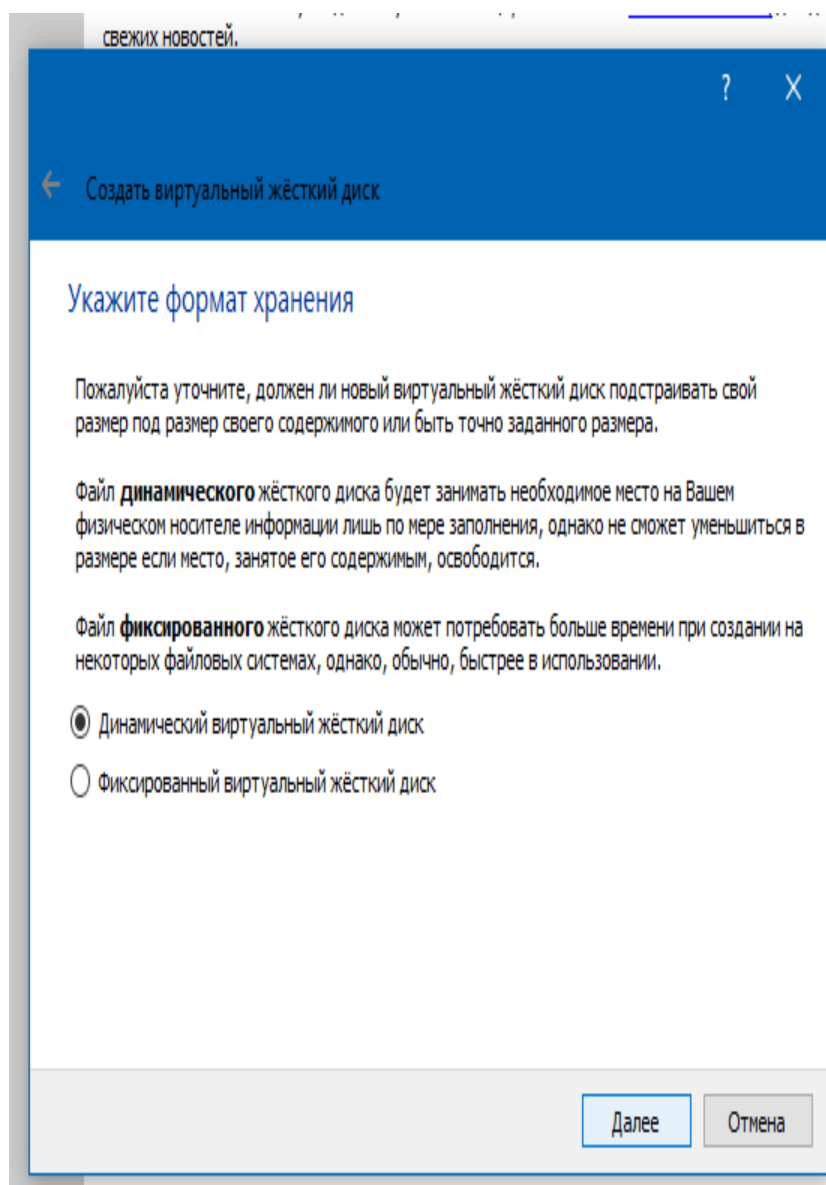 свежих новостей.
?
X
← Создать виртуальный жёсткий диск
Укажите формат хранения
Пожалуйста уточните, должен ли новый виртуальный жёсткий диск подстраивать свой
размер под размер своего содержимого или быть точно заданного размера.
Файл динамического жёсткого диска будет занимать необходимое место на Вашем
физическом носителе информации лишь по мере заполнения, однако не сможет уменьшиться в
размере если место, занятое его содержимым, освободится.
Файл фиксированного жёсткого диска может потребовать больше времени при создании на
некоторых файловых системах, однако, обычно, быстрее в использовании.
Динамический виртуальный жёсткий диск
Фиксированный виртуальный жёсткий диск
Далее
Отмена